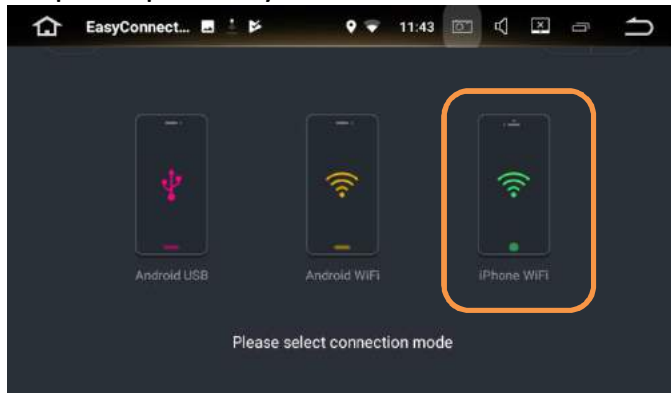 EasyConnect... 11:43
Android USB Android WiFi iPhone WiFi
Please select connection mode